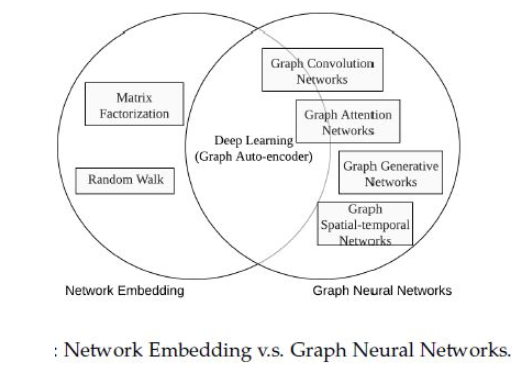 Graph Convolution
Networks
Matrix
Factorization
Graph Attention
Networks
Deep Learning
(Graph Auto-encoder)
Graph Generative
Networks
Random Walk
Graph
Spatial-temporal
Networks
Network Embedding
Graph Neural Networks
: Network Embedding v.s. Graph Neural Networks.